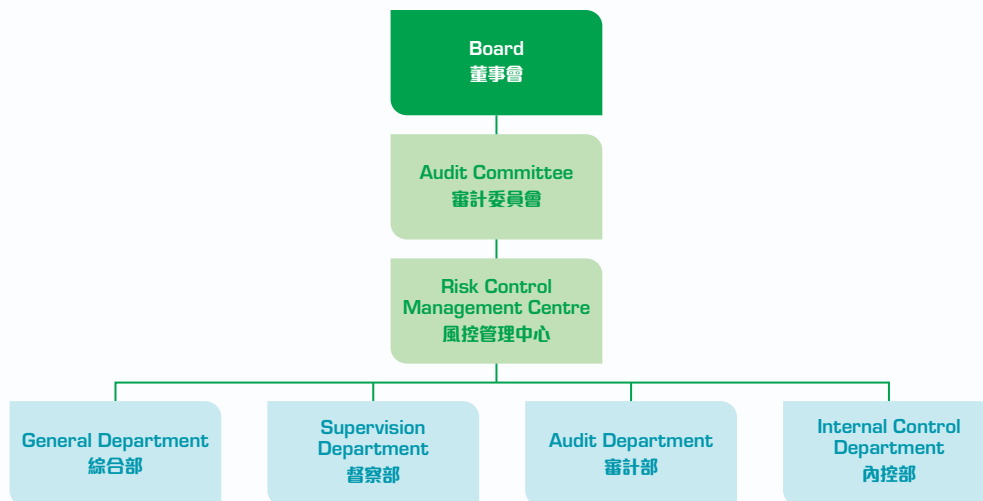 Board
董事會
Audit Committee
審計委員會
Risk Control
Management Centre
風控管理中心
General Department
綜合部
Supervision
Department
督察部
Audit Department
審計部
Internal Control
Department
內控部